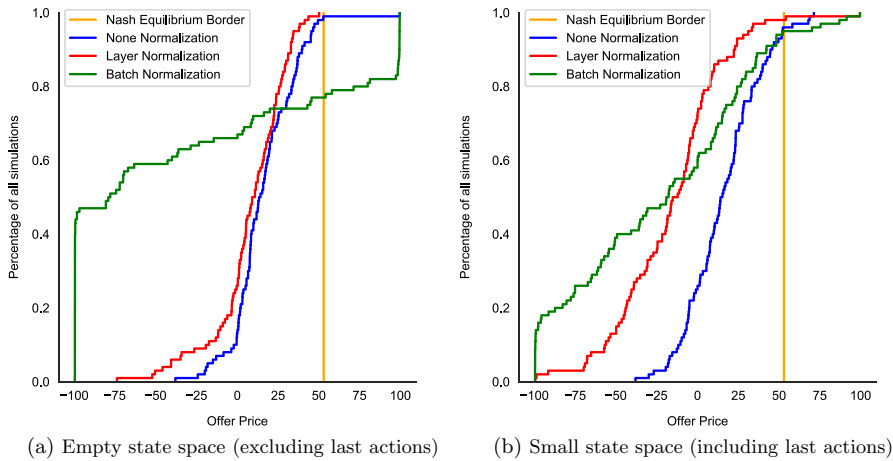 Nash Equilibrium Border
None Normalization
Layer Normalization
Batch Normalization
Percentage of all simulations
1.0
0.8
0.6
0.4
0.2
0.0
−100 −75 −50 −25 0 25 50 75 100
Offer Price
(a) Empty state space (excluding last actions)
Nash Equilibrium Border
None Normalization
Layer Normalization
Batch Normalization
Percentage of all simulations
1.0
0.8
0.6
0.4
0.2
0.0
−100 −75 −50 −25 0 25 50 75 100
Offer Price
(b) Small state space (including last actions)